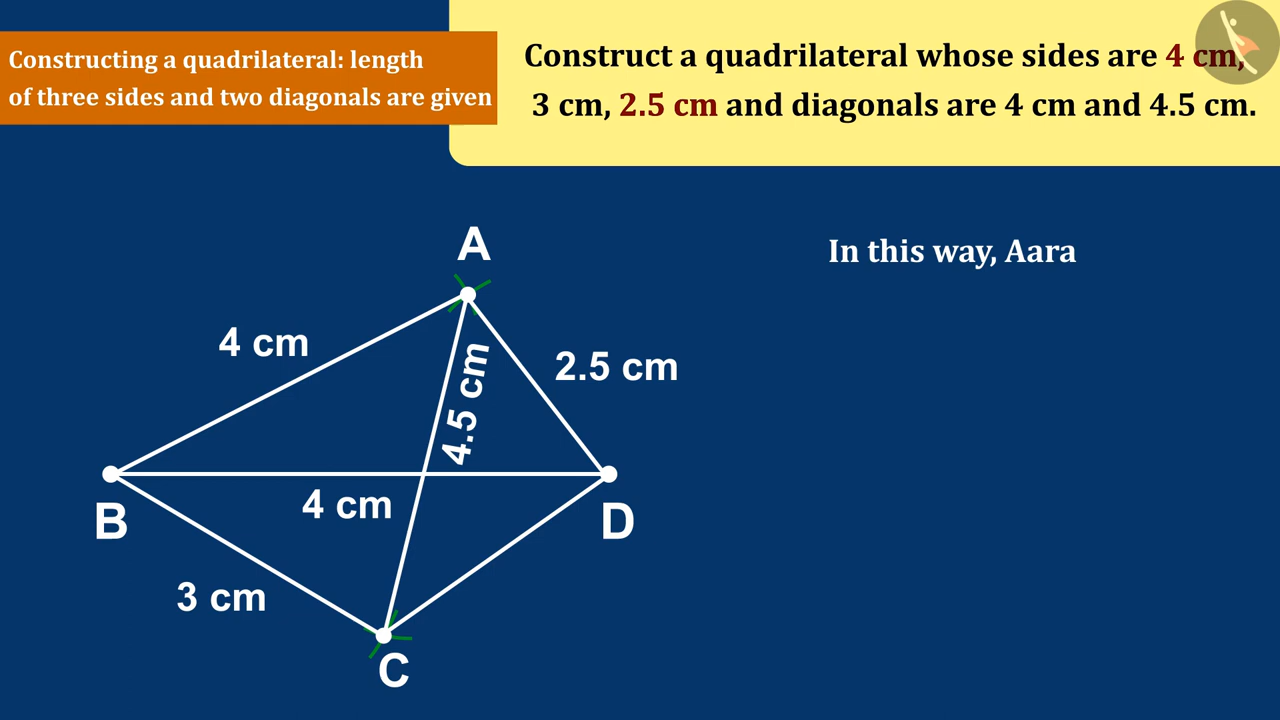 Constructing a quadrilateral: length
of three sides and two diagonals are given
Construct a quadrilateral whose sides are 4 cm,
3 cm, 2.5 cm and diagonals are 4 cm and 4.5 cm.
In this way, Aara
A
4 cm
2.5 cm
4.5 cm
B
4 cm
D
3 cm
C